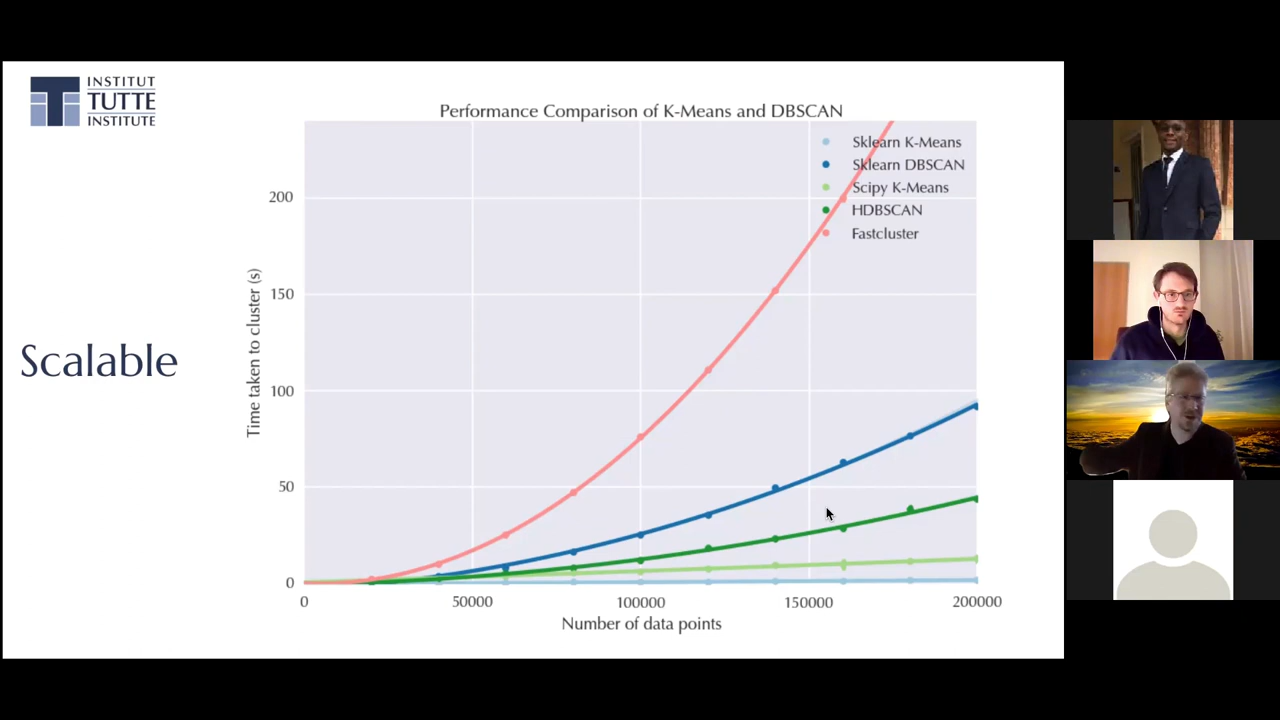 INSTITUT
TUTTE
INSTITUTE
Scalable
Performance Comparison of K-Means and DBSCAN
Sklearn K-Means
Sklearn DBSCAN
Scipy K-Means
HDBSCAN
Fastcluster
Time taken to cluster (s)
200
150
100
50
0
0 50000 100000 150000 200000
Number of data points